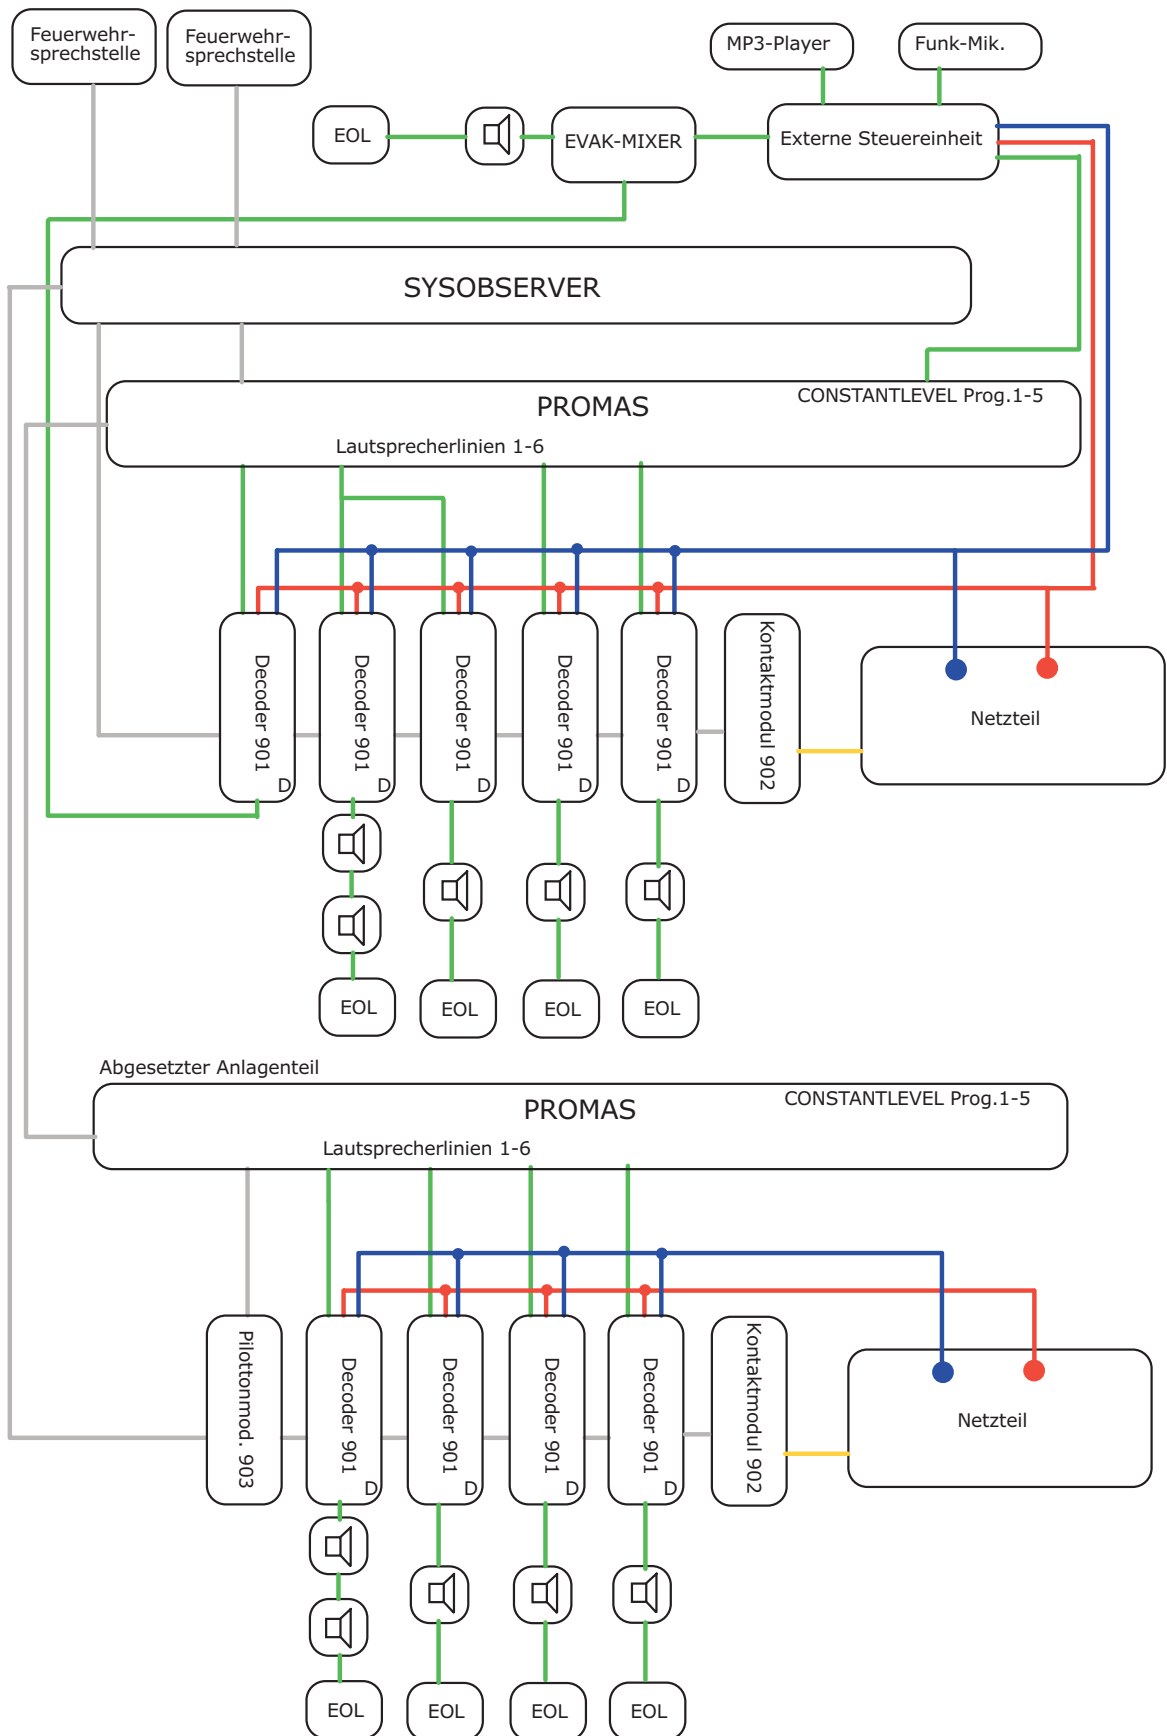 Feuerwehr-
sprechstelle
Feuerwehr-
sprechstelle
MP3-Player
Funk-Mik.
EOL
EVAK-MIXER
Externe Steuereinheit
SYSOBSERVER
CONSTANTLEVEL Prog.1-5
PROMAS
Lautsprecherlinien 1-6
Decoder 901
D
Decoder 901
D
Decoder 901
D
Decoder 901
D
Decoder 901
D
Kontaktmodul 902
Netzteil
EOL
EOL
EOL
EOL
Abgesetzter Anlagenteil
CONSTANTLEVEL Prog.1-5
PROMAS
Lautsprecherlinien 1-6
Pilottonmod. 903
Decoder 901
D
Decoder 901
D
Decoder 901
D
Decoder 901
D
Kontaktmodul 902
Netzteil
EOL
EOL
EOL
EOL